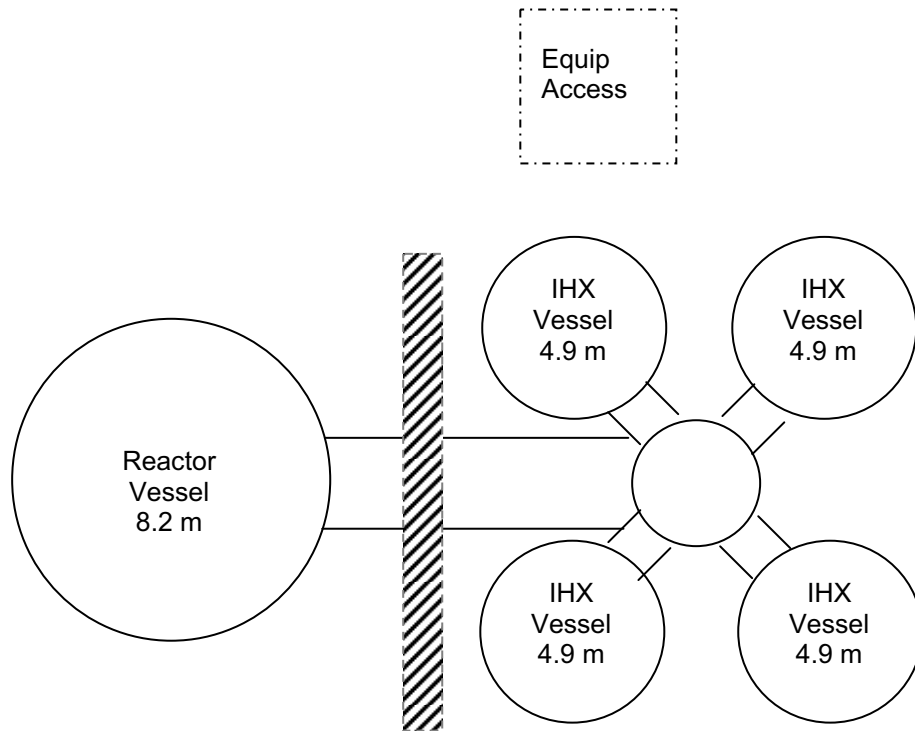 Equip
Access
IHX
Vessel
4.9 m
IHX
Vessel
4.9 m
Reactor
Vessel
8.2 m
IHX
Vessel
4.9 m
IHX
Vessel
4.9 m